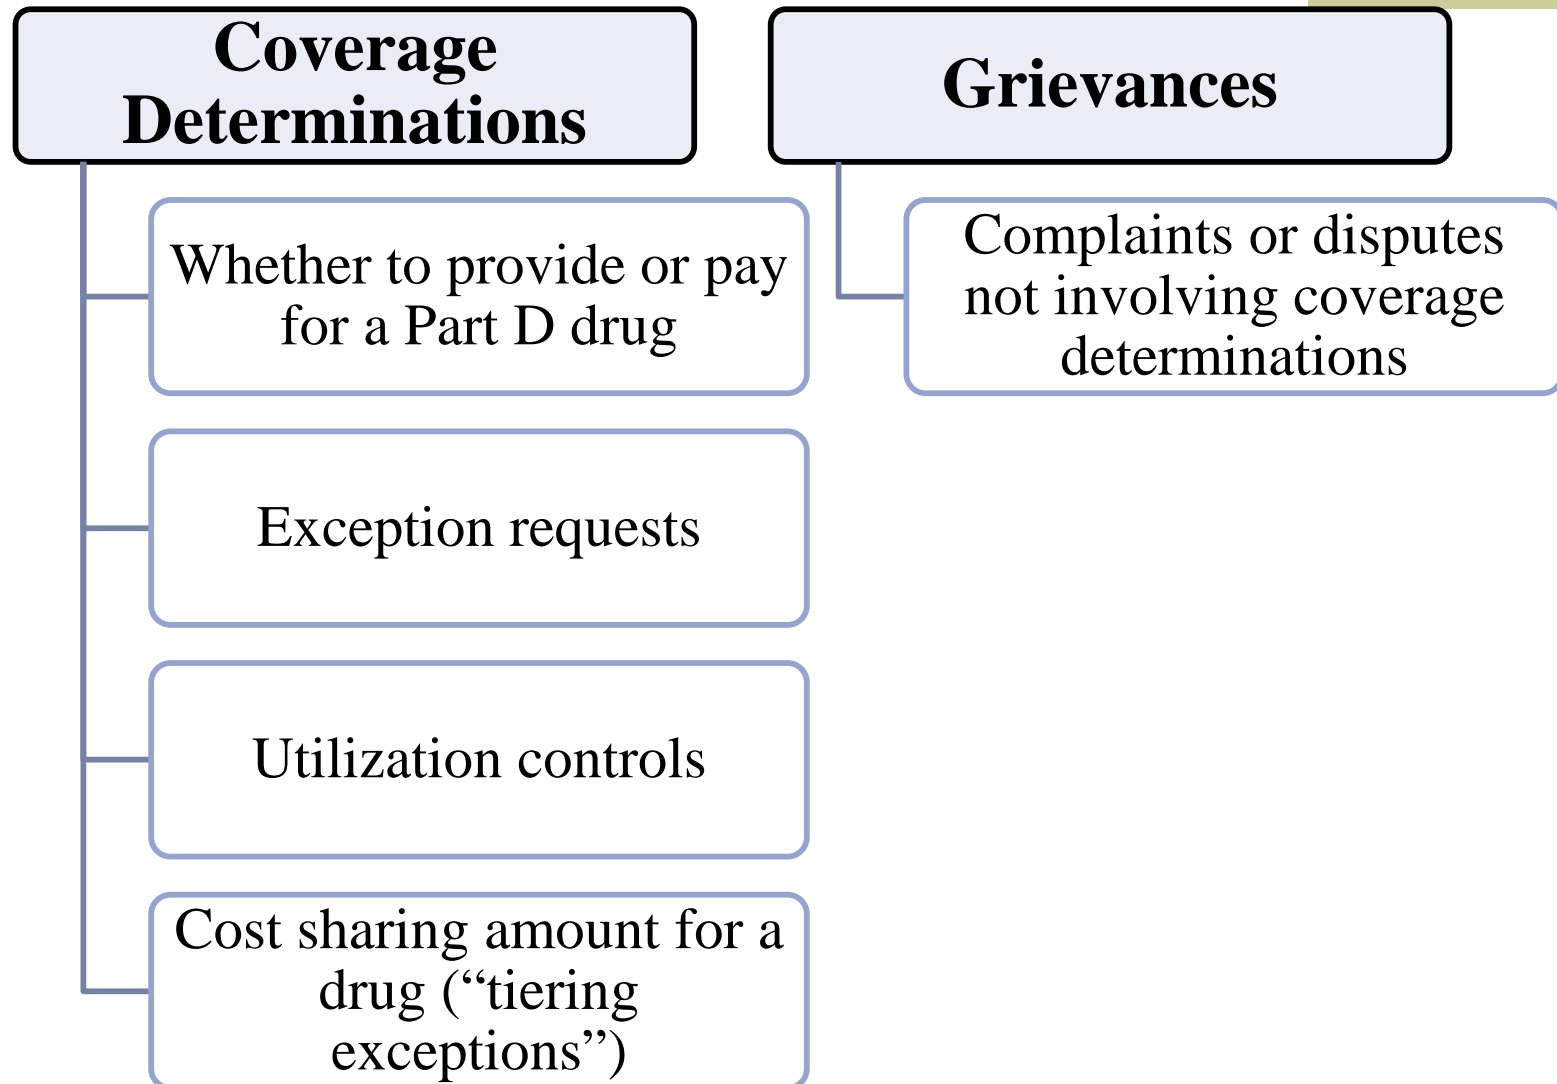 Coverage
Determinations
Whether to provide or pay
for a Part D drug
Exception requests
Utilization controls
Cost sharing amount for a
drug (“tiering
exceptions”)
Grievances
Complaints or disputes
not involving coverage
determinations